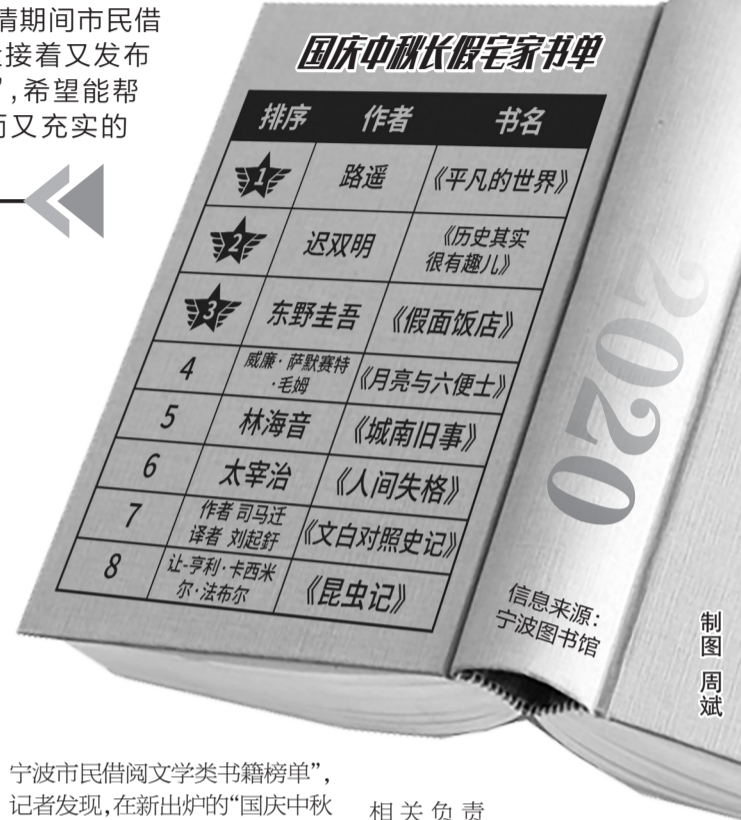 情期间市民借
接着又发布
”,希望能帮
而又充实的
国庆中秋长假宅家书单
排序 作者 书名
1 路遥 《平凡的世界》
2 迟双明 《历史其实
很有趣儿》
3 东野圭吾 《假面饭店》
4 威廉·萨默赛特
·毛姆 《月亮与六便士》
5 林海音 《城南旧事》
6 太宰治 《人间失格》
7 作者 司马迁
译者 刘起釪 《文白对照史记》
8 让-亨利·卡西米
尔·法布尔 《昆虫记》
2020
信息来源:
宁波图书馆
制图 周斌
宁波市民借阅文学类书籍榜单”,
记者发现,在新出炉的“国庆中秋
相关负责